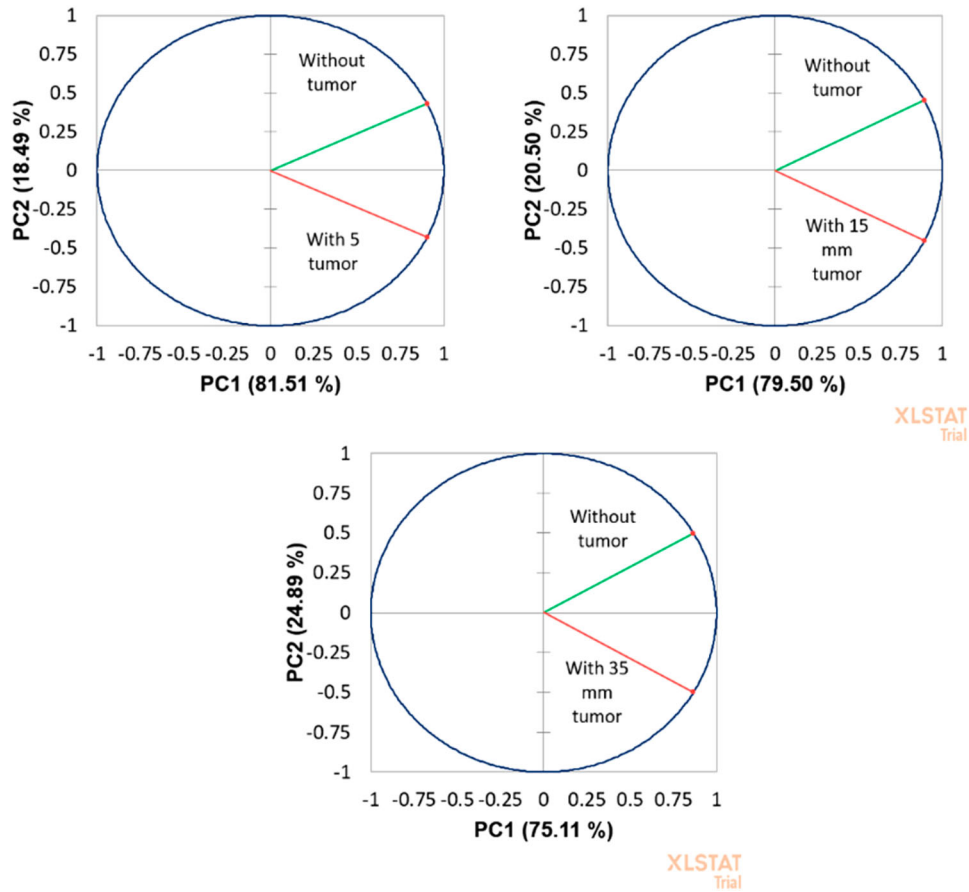 1
0.75
0.5
0.25
0
-0.25
-0.5
-0.75
-1
PC2 (18.49 %)
Without
tumor
With 5
tumor
-1 -0.75 -0.5 -0.25 0 0.25 0.5 0.75 1
PC1 (81.51 %)
1
0.75
0.5
0.25
0
-0.25
-0.5
-0.75
-1
PC2 (20.50 %)
Without
tumor
With 15
mm
tumor
-1 -0.75 -0.5 -0.25 0 0.25 0.5 0.75 1
PC1 (79.50 %)
XLSTAT
Trial
1
0.75
0.5
0.25
0
-0.25
-0.5
-0.75
-1
PC2 (24.89 %)
Without
tumor
With 35
mm
tumor
-1 -0.75 -0.5 -0.25 0 0.25 0.5 0.75 1
PC1 (75.11 %)
XLSTAT
Trial